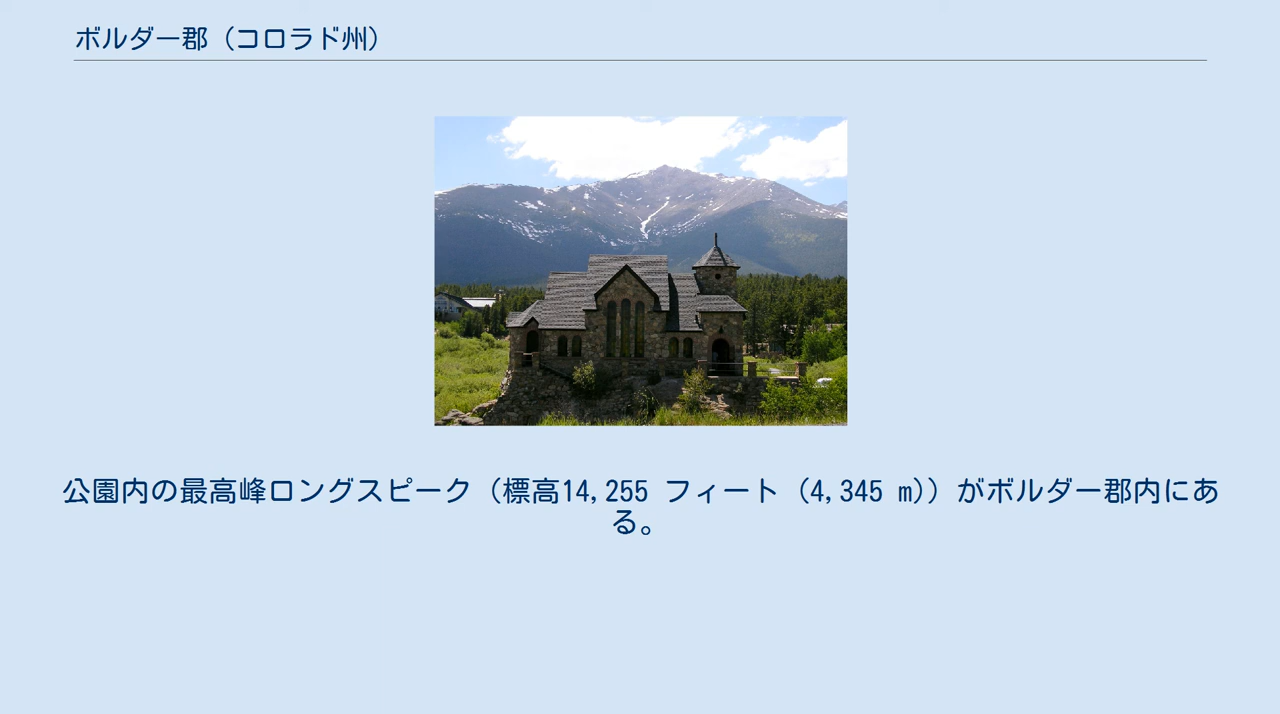 ボルダー郡（コロラド州）
公園内の最高峰ロングスピーク（標高14,255 フィート（4,345 m)）がボルダー郡内にあ
る。